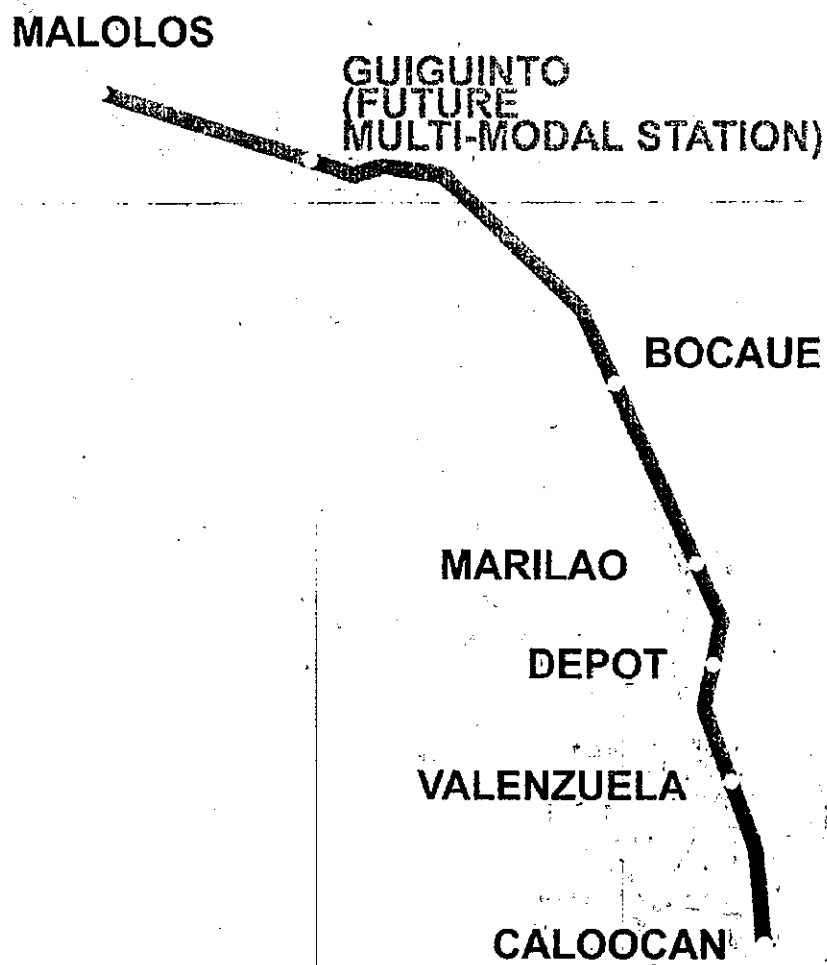 MALOLOS
GUIGUINTO
(FUTURE
MULTI-MODAL STATION)
BOCAUE
MARILAO
DEPOT
VALENZUELA
CALOOCAN